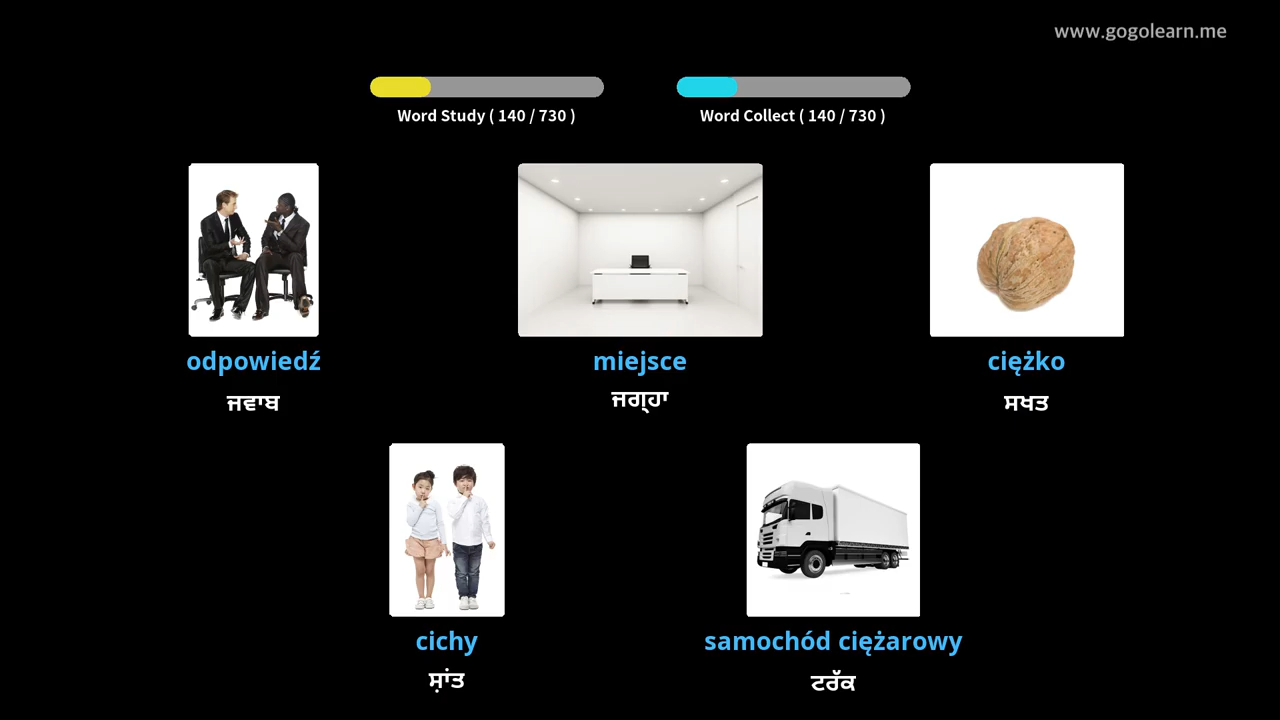 www.gogolearn.me
Word Study ( 140 / 730 )
Word Collect ( 140 / 730 )
odpowiedź
ਜਵਾਬ
miejsce
ਜਗ੍ਹਾ
ciężko
ਸਖਤ
cichy
ਸ਼ਾਂਤ
samochód ciężarowy
ਟਰੱਕ